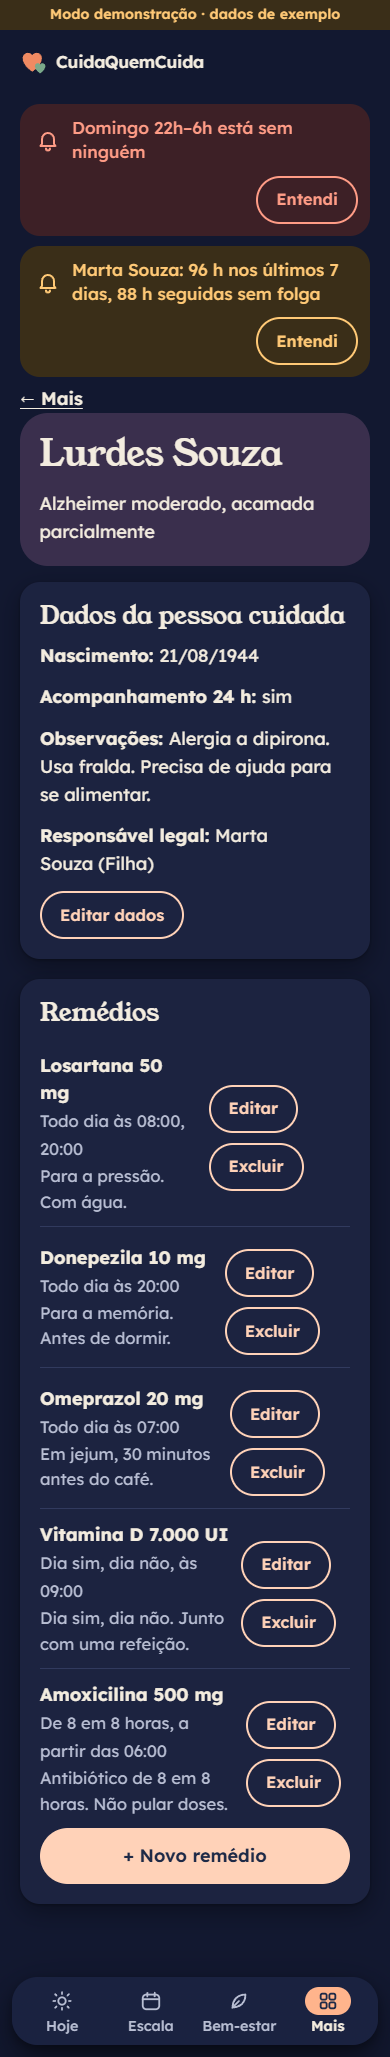 Modo demonstração · dados de exemplo
CuidaQuemCuida
Domingo 22h–6h está sem
ninguém
Entendi
Marta Souza: 96 h nos últimos 7
dias, 88 h seguidas sem folga
Entendi
← Mais
Lurdes Souza
Alzheimer moderado, acamada
parcialmente
Dados da pessoa cuidada
Nascimento: 21/08/1944
Acompanhamento 24 h: sim
Observações: Alergia a dipirona.
Usa fralda. Precisa de ajuda para
se alimentar.
Responsável legal: Marta
Souza (Filha)
Editar dados
Remédios
Losartana 50
mg
Todo dia às 08:00,
20:00
Para a pressão.
Com água.
Editar
Excluir
Donepezila 10 mg
Todo dia às 20:00
Para a memória.
Antes de dormir.
Editar
Excluir
Omeprazol 20 mg
Todo dia às 07:00
Em jejum, 30 minutos
antes do café.
Editar
Excluir
Vitamina D 7.000 UI
Dia sim, dia não, às
09:00
Dia sim, dia não. Junto
com uma refeição.
Editar
Excluir
Amoxicilina 500 mg
De 8 em 8 horas, a
partir das 06:00
Antibiótico de 8 em 8
horas. Não pular doses.
Editar
Excluir
+ Novo remédio
Hoje
Escala
Bem-estar
Mais